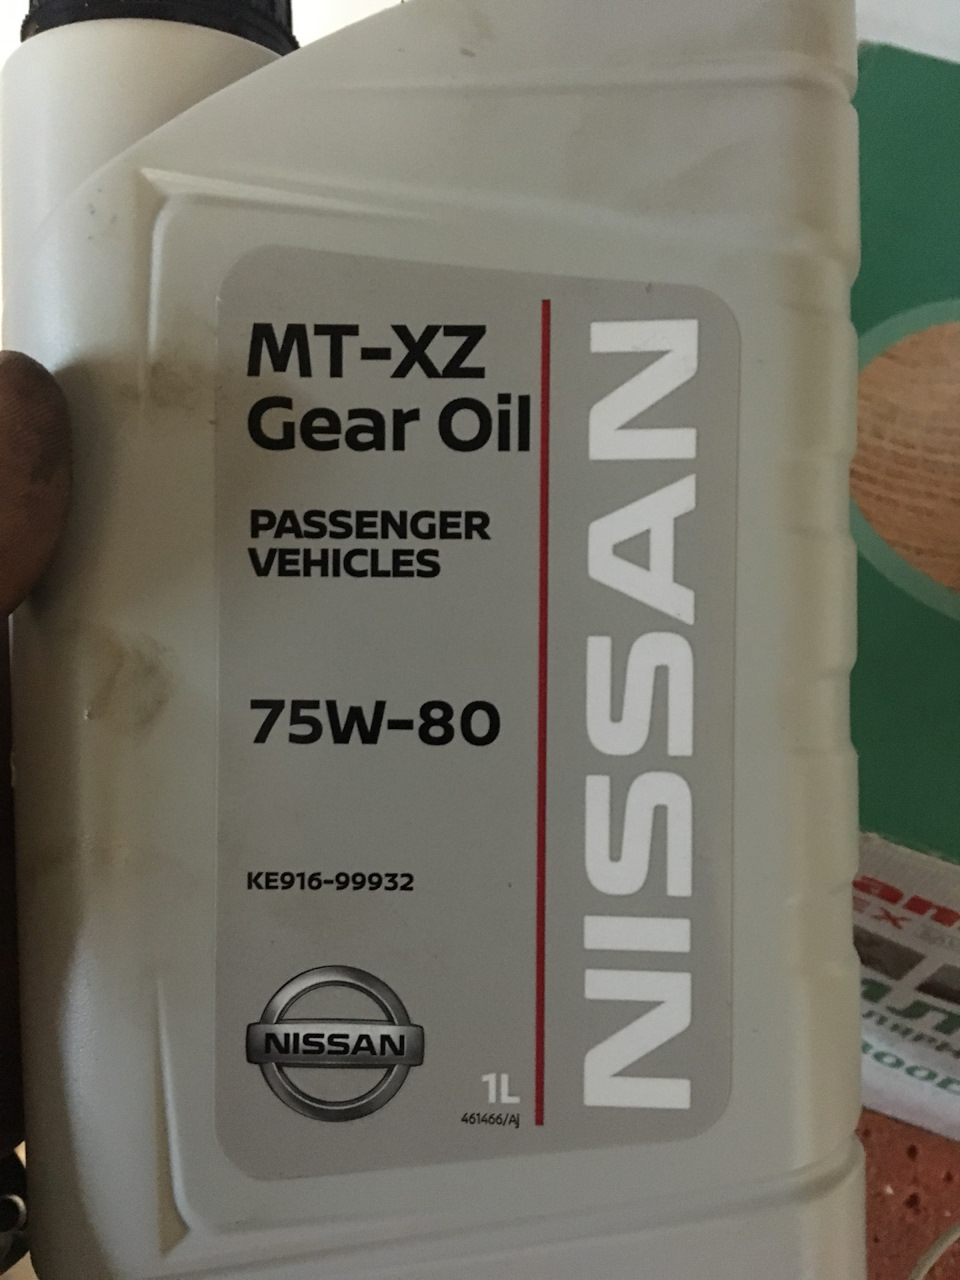 MT-XZ
Gear Oil
PASSENGER
VEHICLES
75W-80
KE916-99932
NISSAN
1L
461466/AJ
NISSAN